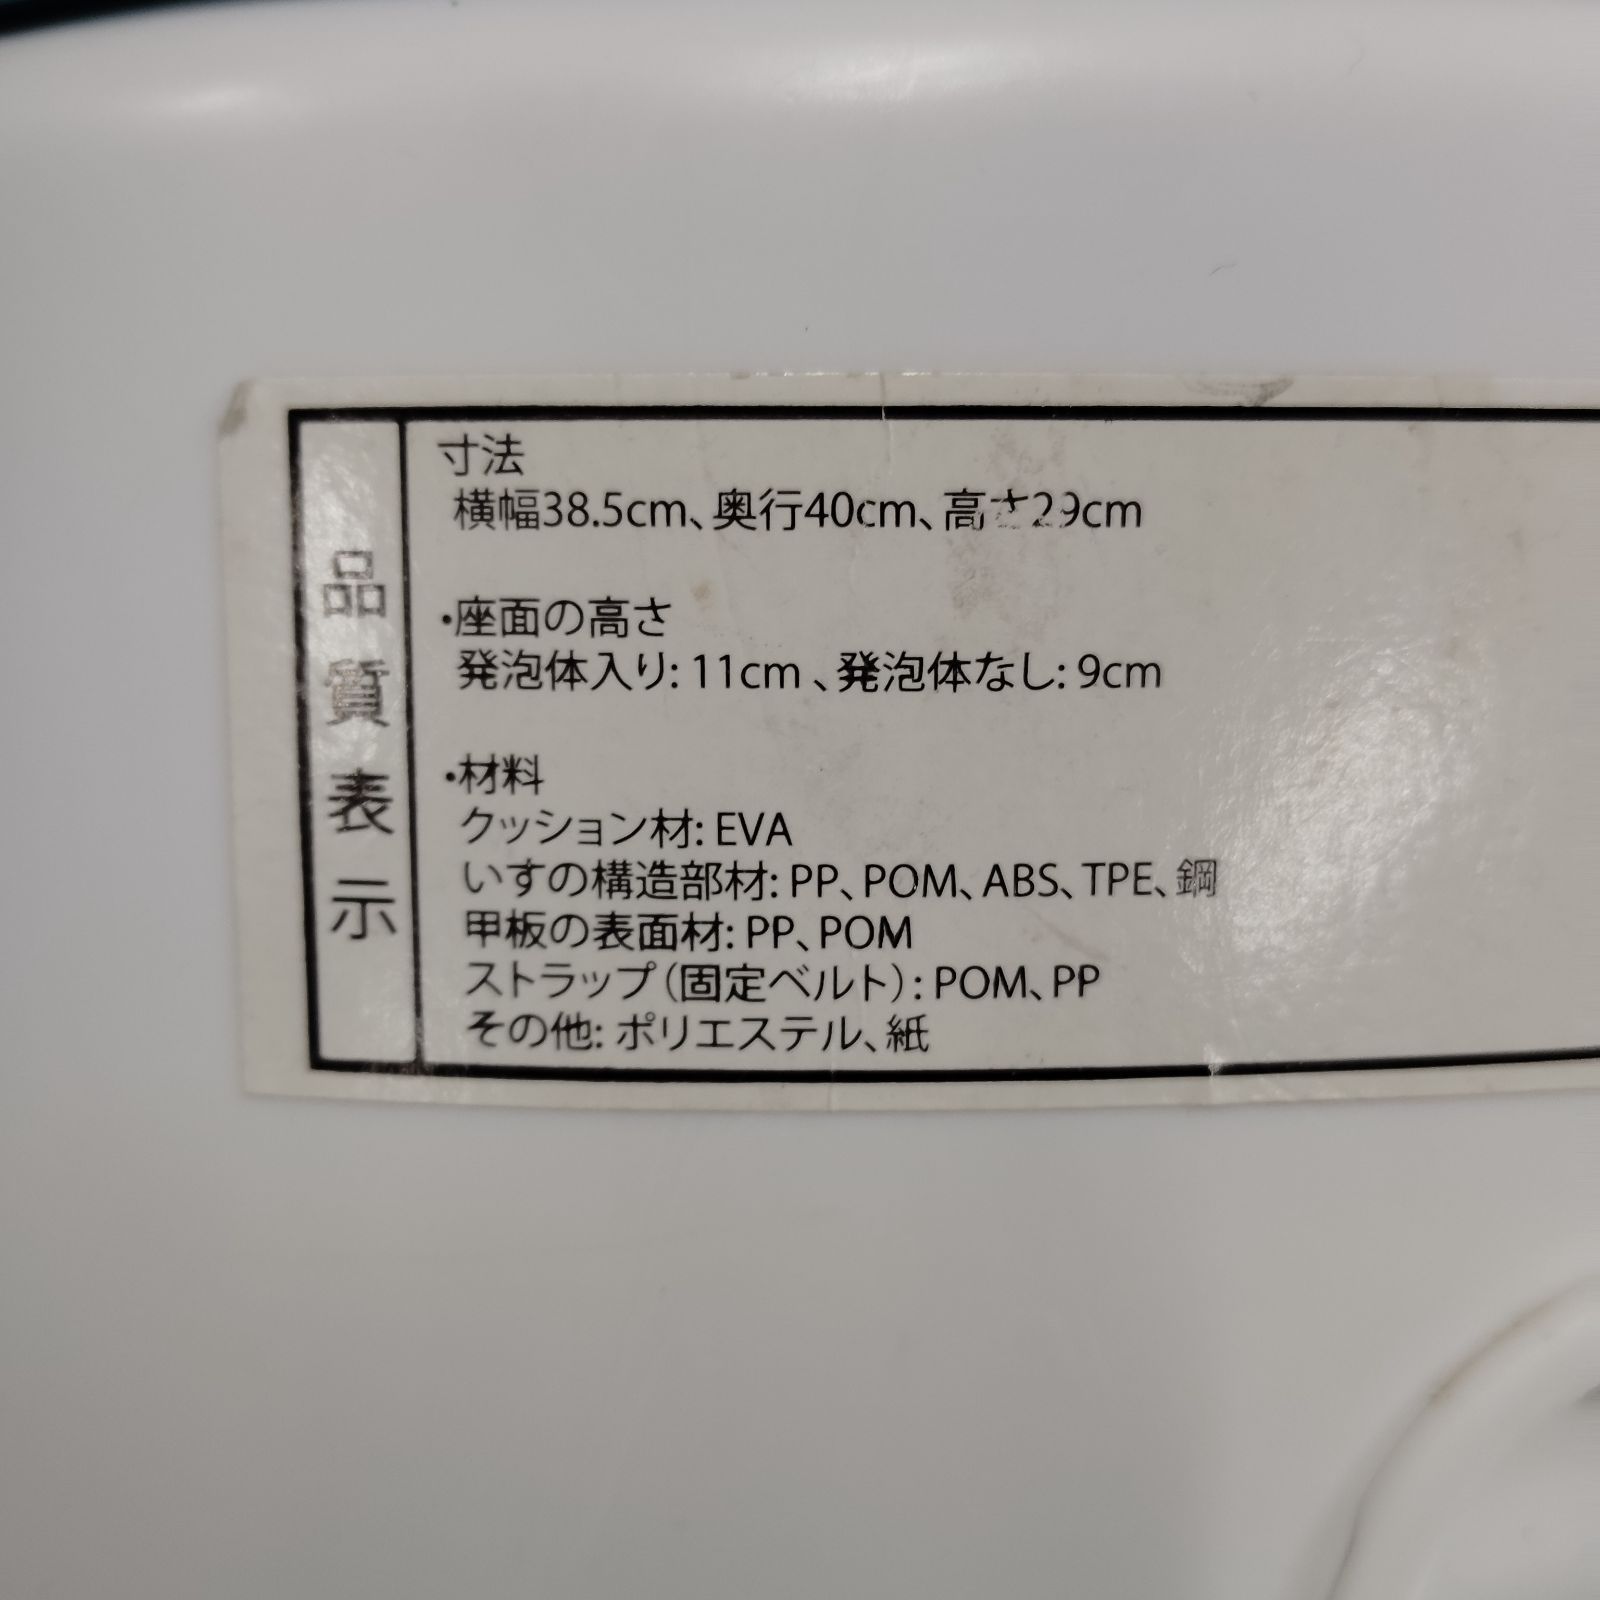 品質表示
寸法
横幅38.5cm、奥行40cm、高さ29cm
・座面の高さ
発泡体入り: 11cm 、発泡体なし: 9cm
・材料
クッション材: EVA
いすの構造部材: PP、POM、ABS、TPE、鋼
甲板の表面材: PP、POM
ストラップ(固定ベルト): POM、PP
その他: ポリエステル、紙